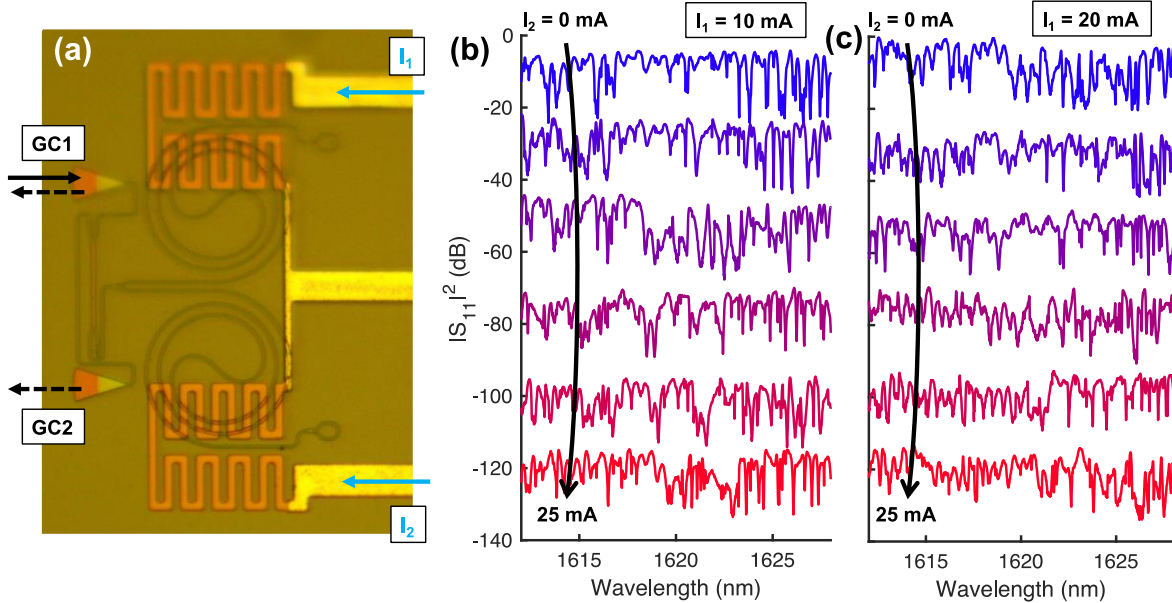 (a)
I₁
GC1
GC2
I₂
I₂ = 0 mA
I₁ = 10 mA
(b)
0
-20
-40
-60
-80
-100
-120
-140
|S₁₁|² (dB)
25 mA
1615
1620
1625
Wavelength (nm)
I₂ = 0 mA
I₁ = 20 mA
(c)
25 mA
1615
1620
1625
Wavelength (nm)